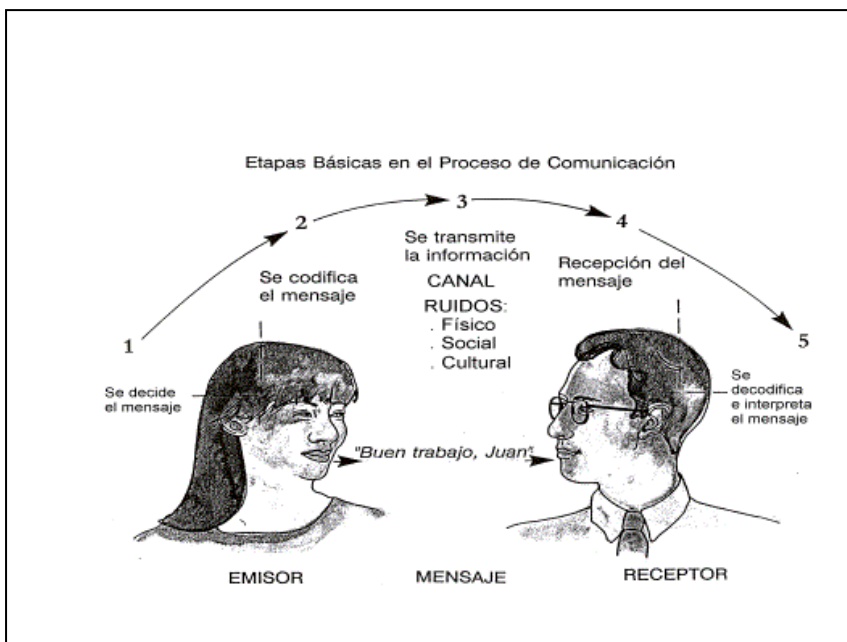 Etapas Básicas en el Proceso de Comunicación
1
2
3
4
5
Se decide
el mensaje
Se codifica
el mensaje
Se transmite
la información
CANAL
RUIDOS:
. Físico
. Social
. Cultural
Recepción del
mensaje
Se
decodifica
e interpreta
el mensaje
"Buen trabajo, Juan"
EMISOR
MENSAJE
RECEPTOR